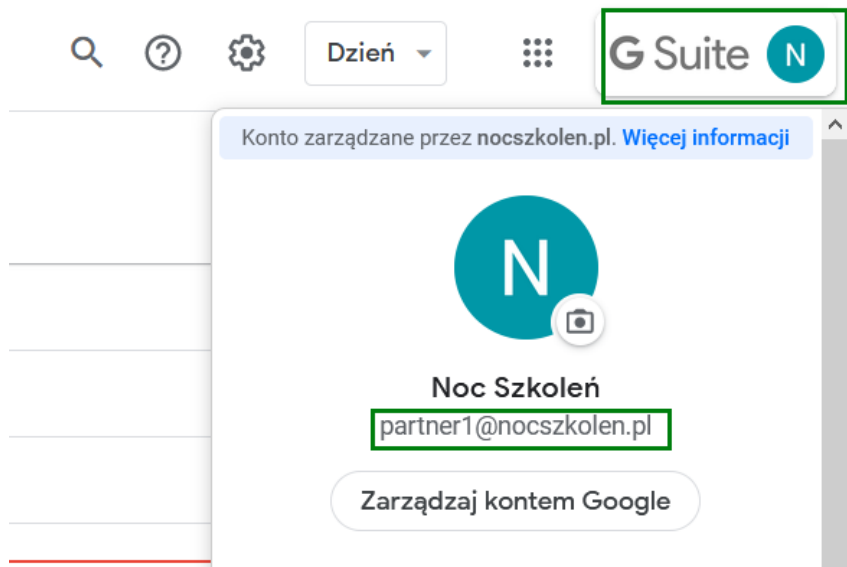 Dzień
G Suite N
Konto zarządzane przez nocszkolen.pl. Więcej informacji
N
Noc Szkoleń
partner1@nocszkolen.pl
Zarządzaj kontem Google